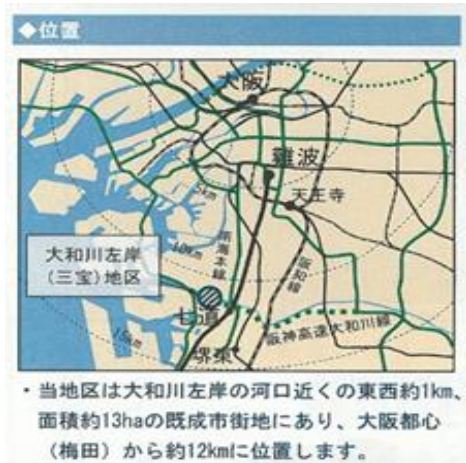 ◆位置
大阪
難波
天王寺
5km
10km
南海本線
阪和線
大和川左岸
(三宝)地区
七道
阪神高速大和川線
15km
堺東
・当地区は大和川左岸の河口近くの東西約1km、
面積約13haの既成市街地にあり、大阪都心
(梅田)から約12kmに位置します。